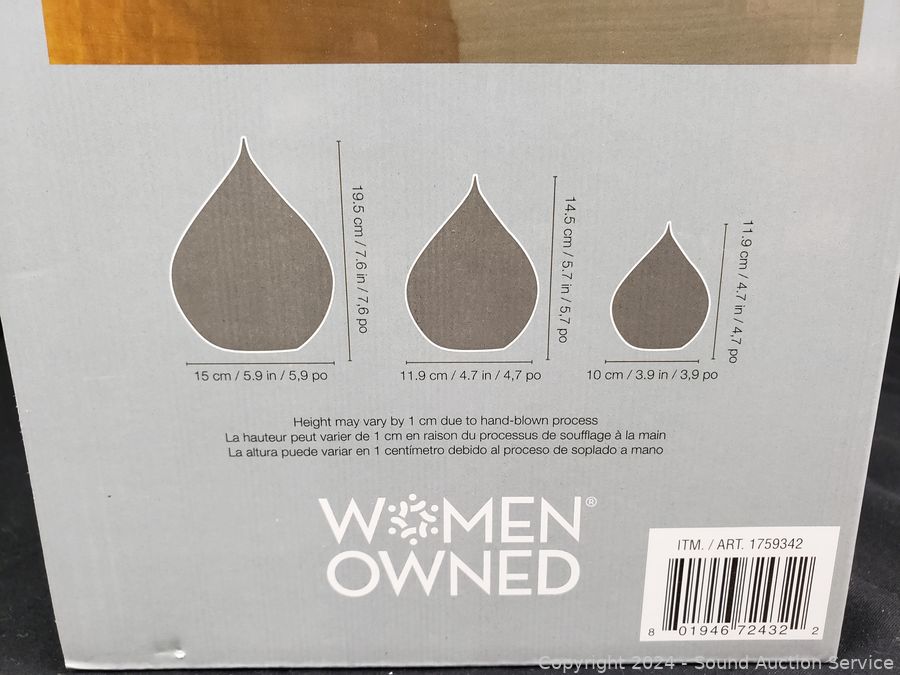 19.5 cm / 7.6 in / 7,6 po
14.5 cm / 5.7 in / 5,7 po
11.9 cm / 4.7 in / 4,7 po
15 cm / 5.9 in / 5,9 po
11.9 cm / 4.7 in / 4,7 po
10 cm / 3.9 in / 3,9 po
Height may vary by 1 cm due to hand-blown process
La hauteur peut varier de 1 cm en raison du processus de soufflage à la main
La altura puede variar en 1 centímetro debido al proceso de soplado a mano
WOMEN®
OWNED
ITM. / ART. 1759342
8 01946 72432 2
Copyright 2024 - Sound Auction Service